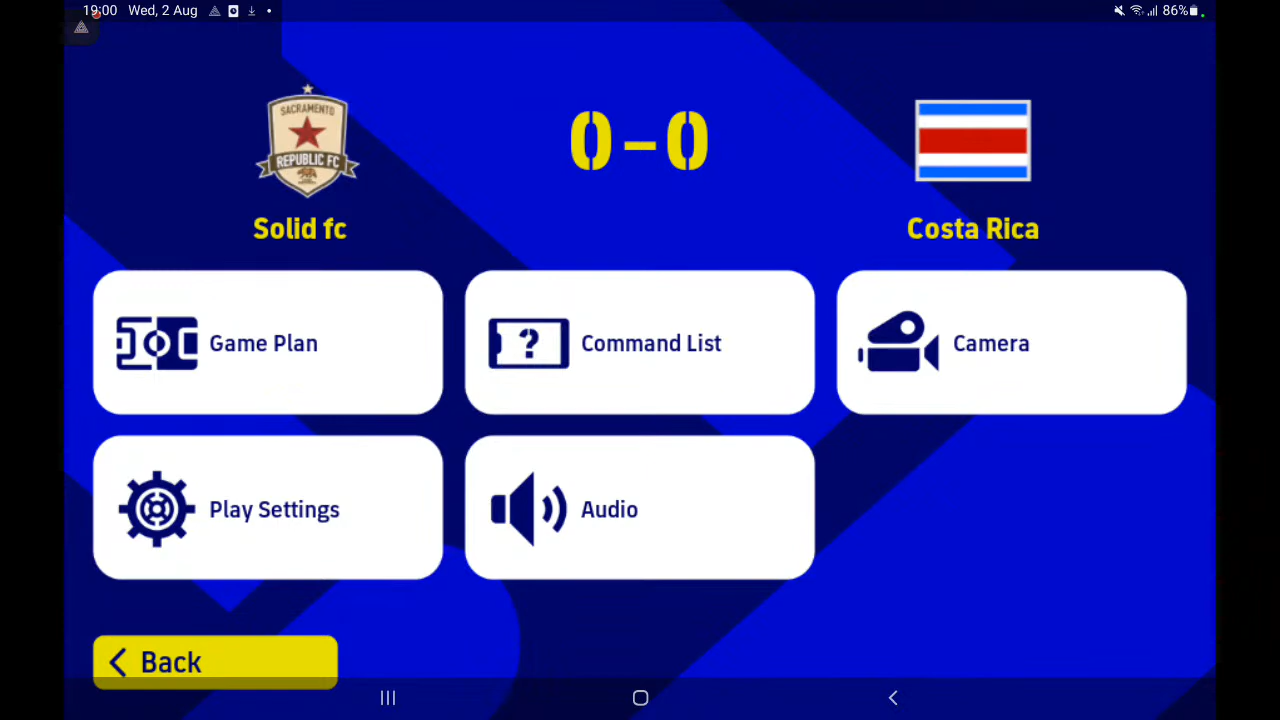 19:00 Wed, 2 Aug
86%
SACRAMENTO
REPUBLIC FC
0-0
Solid fc
Costa Rica
Game Plan
? Command List
Camera
Play Settings
Audio
Back